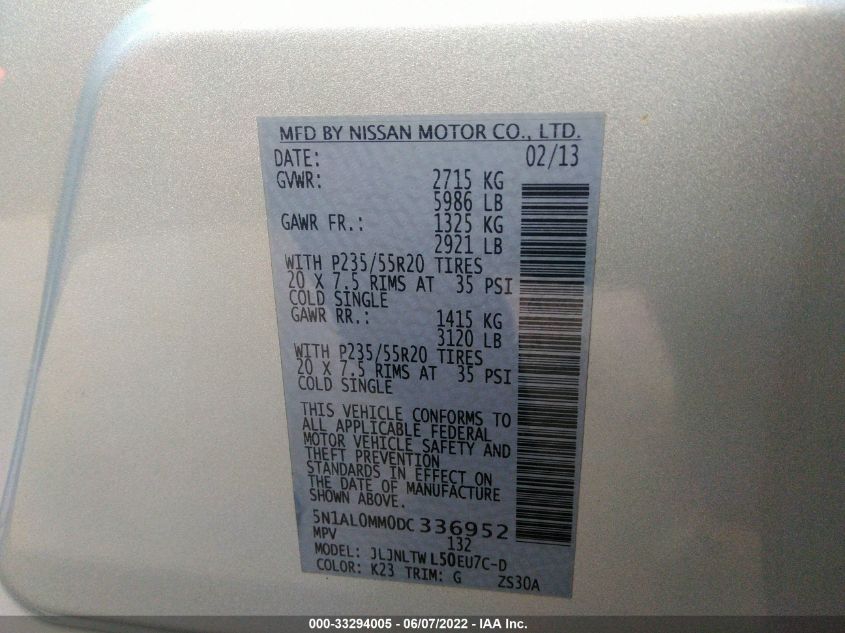 MFD BY NISSAN MOTOR CO., LTD.
DATE: 02/13
GVWR: 2715 KG
5986 LB
GAWR FR.: 1325 KG
2921 LB
WITH P235/55R20 TIRES
20 X 7.5 RIMS AT 35 PSI
COLD SINGLE
GAWR RR.: 1415 KG
3120 LB
WITH P235/55R20 TIRES
20 X 7.5 RIMS AT 35 PSI
COLD SINGLE
THIS VEHICLE CONFORMS TO
ALL APPLICABLE FEDERAL
MOTOR VEHICLE SAFETY AND
THEFT PREVENTION
STANDARDS IN EFFECT ON
THE DATE OF MANUFACTURE
SHOWN ABOVE.
5N1AL0MM0DC336952
MPV 132
MODEL: JLJNLTWL50EU7C-D
COLOR: K23 TRIM: G ZS30A
000-33294005 - 06/07/2022 - IAA Inc.